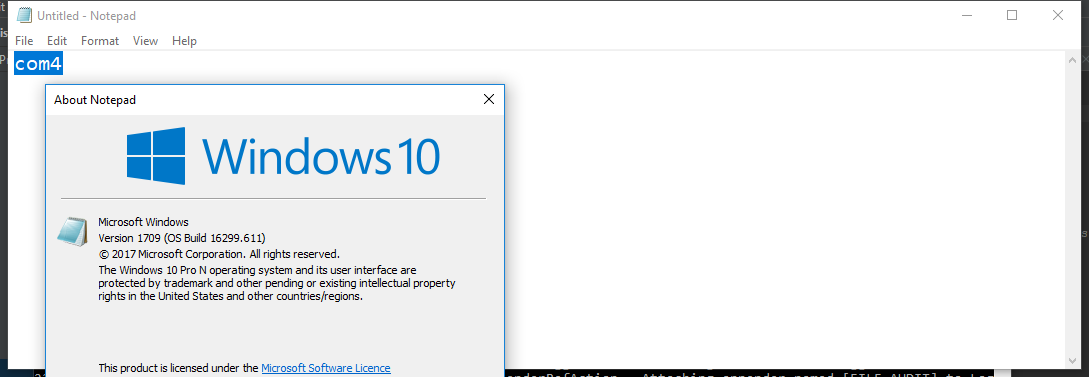 Untitled - Notepad
File Edit Format View Help
com4
About Notepad
Windows 10
Microsoft Windows
Version 1709 (OS Build 16299.611)
© 2017 Microsoft Corporation. All rights reserved.
The Windows 10 Pro N operating system and its user interface are
protected by trademark and other pending or existing intellectual property
rights in the United States and other countries/regions.
This product is licensed under the Microsoft Software Licence